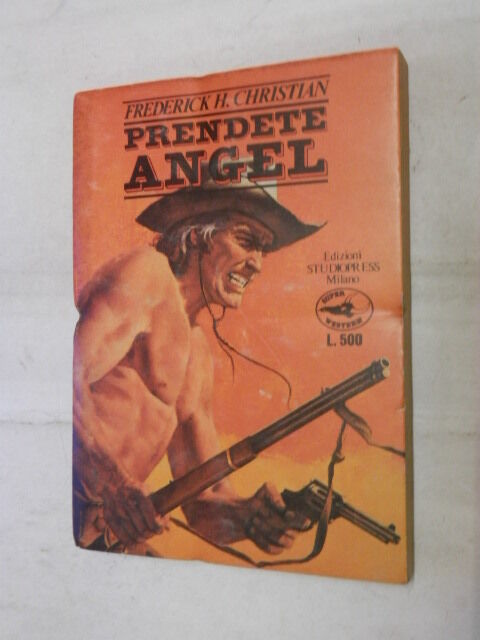 FREDERICK H. CHRISTIAN
PRENDETE
ANGEL
Edizioni
STUDIOPRESS
Milano
SUPER
WESTERN
L. 500